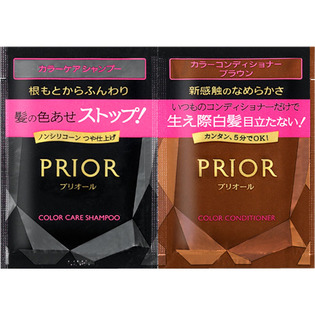 カラーケアシャンプー
根もとからふんわり
髪の色あせストップ!
ノンシリコーン つや仕上げ
PRIOR
プリオール
COLOR CARE SHAMPOO
カラーコンディショナー
ブラウン
新感触のなめらかさ
いつものコンディショナーだけで
生え際白髪目立たない!
カンタン、5分でOK!
PRIOR
プリオール
COLOR CONDITIONER